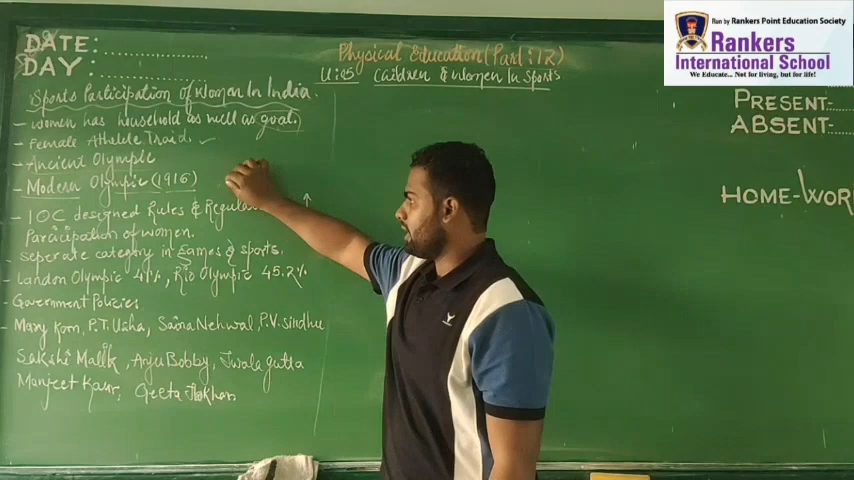 Run by Rankers Point Education Society
Rankers
International School
We Educate.. Not for living, but for life!
DATE:
DAY:
Physical Education (Part: 12)
U:05 Children & Women In Sports
PRESENT:
ABSENT:
HOME-WOR
Sports Participation of Women In India.
- Women has household as well as goal.
- Female Athelete Traid.
- Ancient Olympic
- Modern Olympic (1916)
- IOC designed Rules & Regulat
Participation of women.
- seperate category in games & sports.
- London Olympic 41%, Rio Olympic 45.2%
- Government Policies
- Mary Kom, P.T. Usha, Saina Nehwal, P.V. Sindhu
Sakshi Malik, Anju Bobby, Jwala gutta
Manjeet Kaur, Geeta